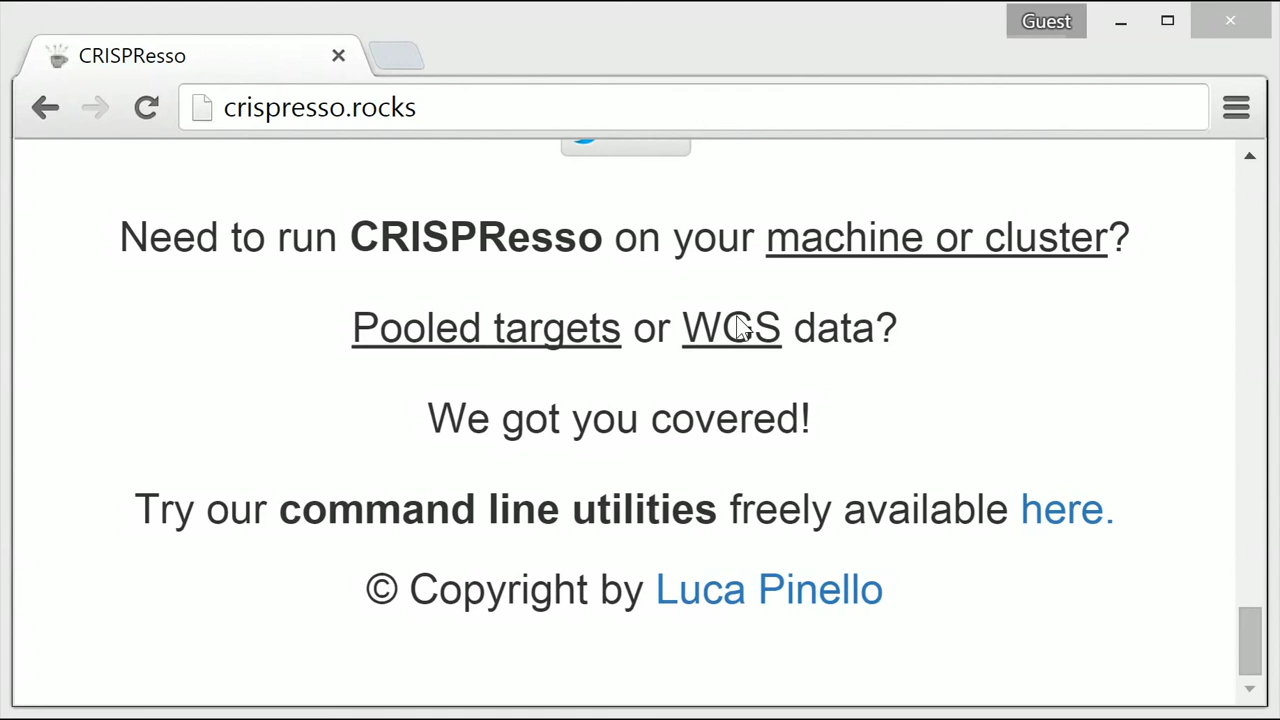 Guest
CRISPResso
crispresso.rocks
Need to run CRISPResso on your machine or cluster?
Pooled targets or WGS data?
We got you covered!
Try our command line utilities freely available here.
© Copyright by Luca Pinello